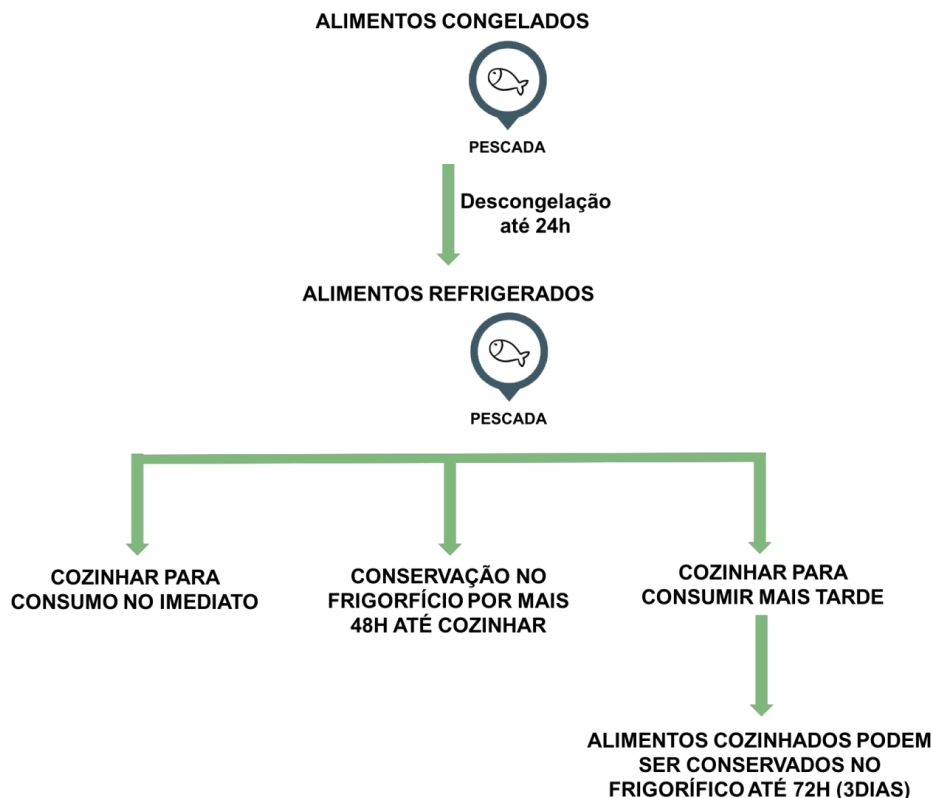 ALIMENTOS CONGELADOS
PESCADA
Descongelação
até 24h
ALIMENTOS REFRIGERADOS
PESCADA
COZINHAR PARA
CONSUMO NO IMEDIATO
CONSERVAÇÃO NO
FRIGORFÍCIO POR MAIS
48H ATÉ COZINHAR
COZINHAR PARA
CONSUMIR MAIS TARDE
ALIMENTOS COZINHADOS PODEM
SER CONSERVADOS NO
FRIGORÍFICO ATÉ 72H (3DIAS)